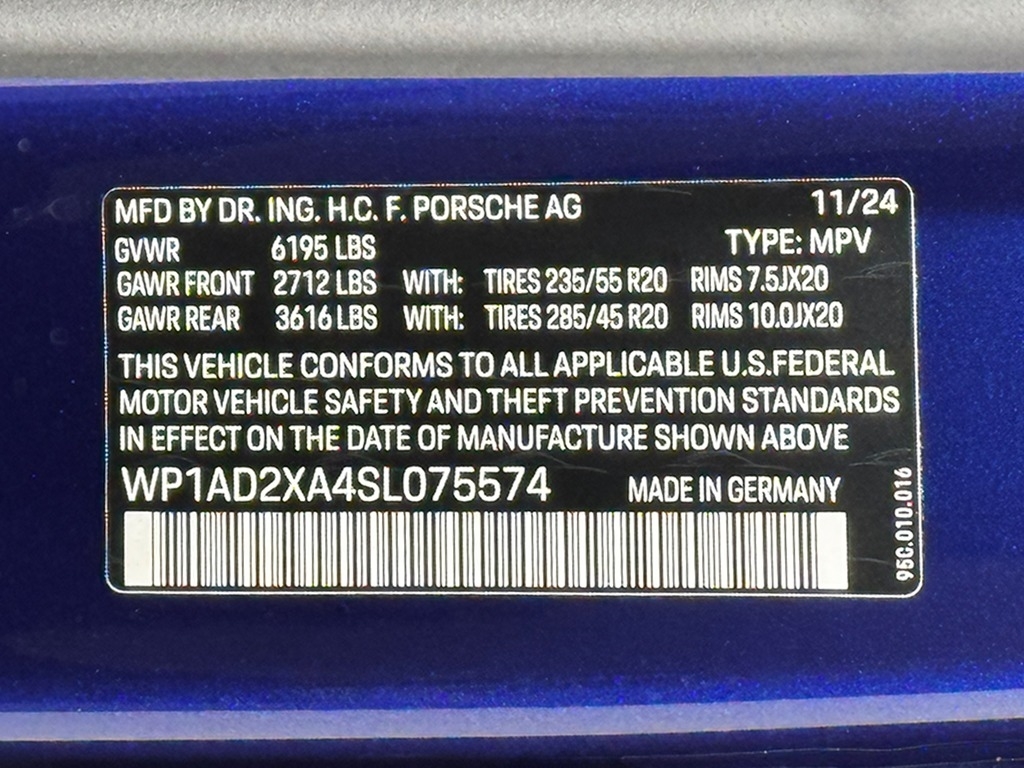 MFD BY DR. ING. H.C. F. PORSCHE AG 11/24
GVWR 6195 LBS TYPE: MPV
GAWR FRONT 2712 LBS WITH: TIRES 235/55 R20 RIMS 7.5JX20
GAWR REAR 3616 LBS WITH: TIRES 285/45 R20 RIMS 10.0JX20
THIS VEHICLE CONFORMS TO ALL APPLICABLE U.S.FEDERAL
MOTOR VEHICLE SAFETY AND THEFT PREVENTION STANDARDS
IN EFFECT ON THE DATE OF MANUFACTURE SHOWN ABOVE
WP1AD2XA4SL075574 MADE IN GERMANY
95C.010.016